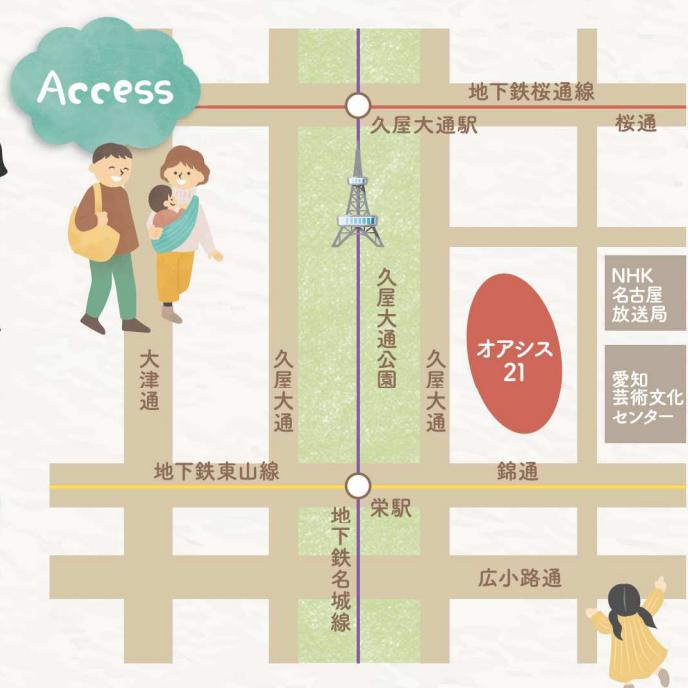 Access
地下鉄桜通線
久屋大通駅
桜通
久屋大通公園
NHK
名古屋
放送局
オアシス
21
大津通
久屋大通
久屋大通
愛知
芸術文化
センター
地下鉄東山線
錦通
栄駅
地下鉄名城線
広小路通